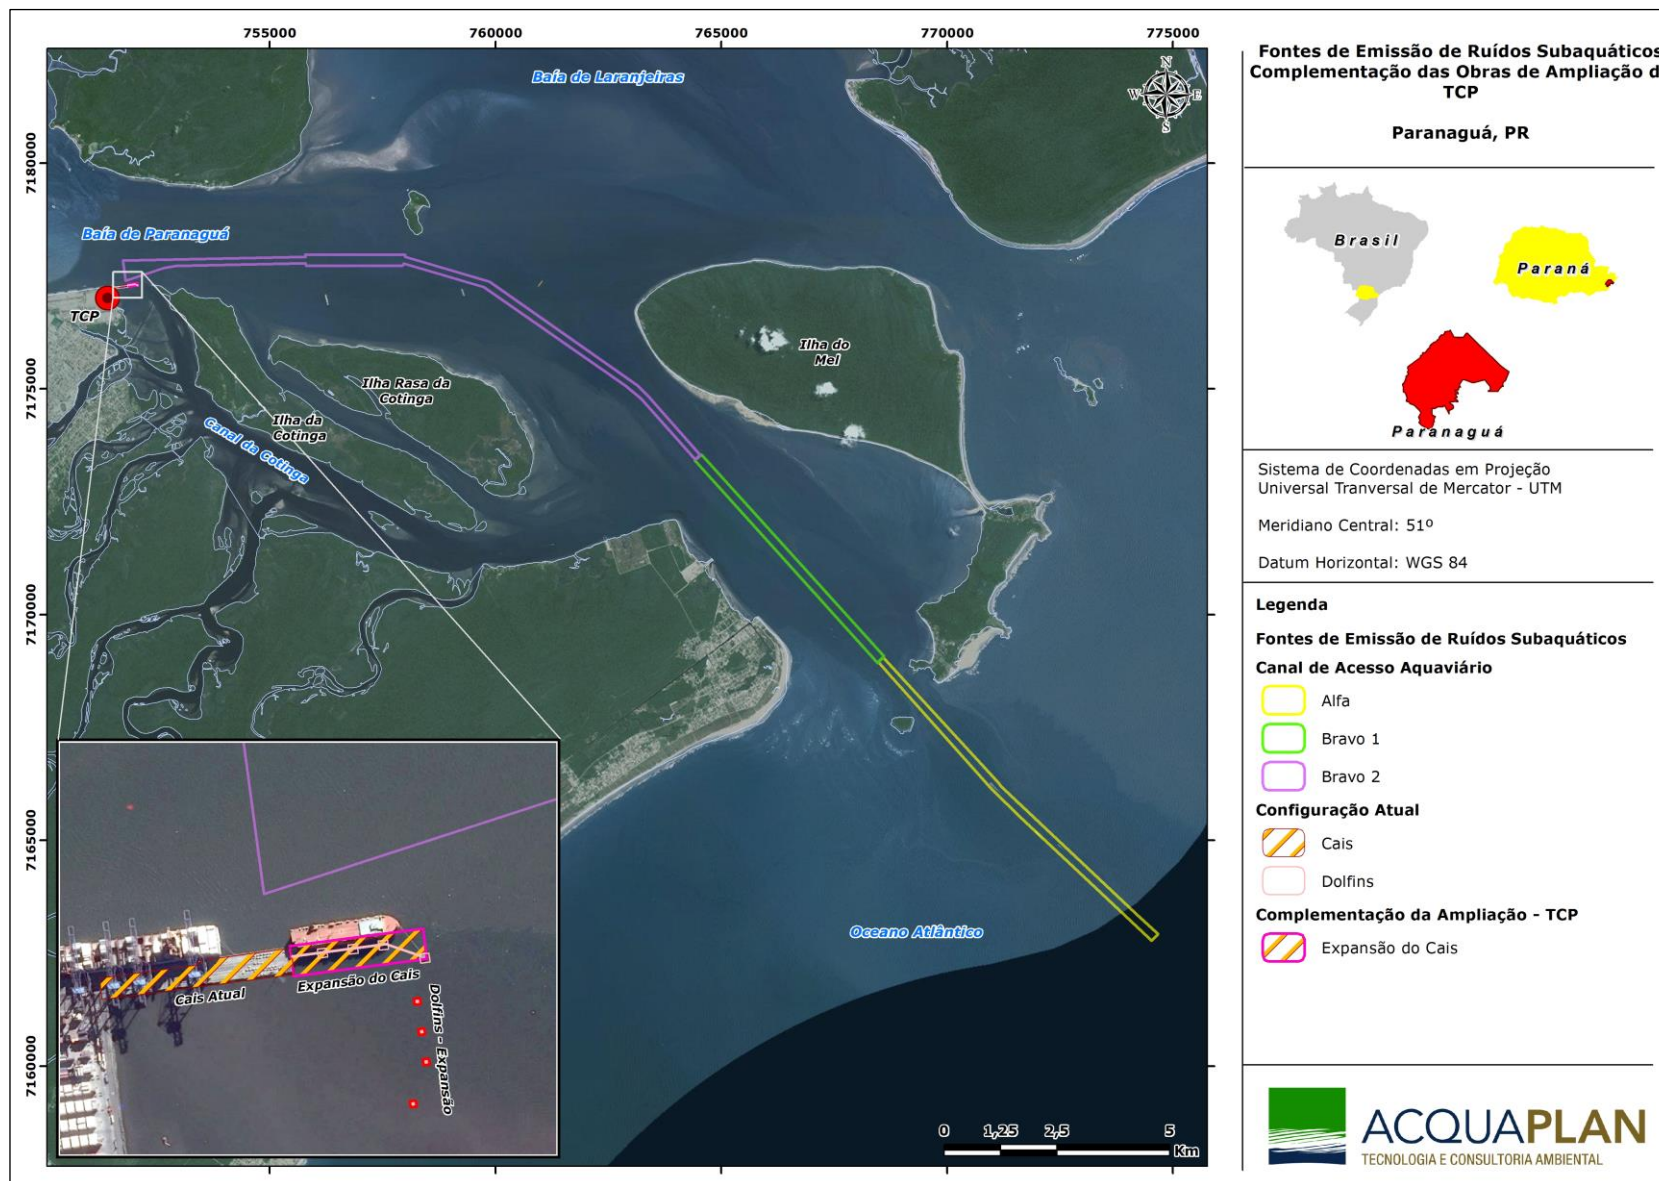 755000
760000
765000
770000
775000
7180000
7175000
7170000
7165000
7160000
Baía de Laranjeiras
N
W
E
S
Baía de Paranaguá
TCP
Ilha do
Mel
Ilha Rasa da
Cotinga
Ilha da
Cotinga
Canal da Cotinga
Oceano Atlântico
Cais Atual
Expansão do Cais
Dolfins - Expansão
0
1,25
2,5
5
Km
Fontes de Emissão de Ruídos Subaquáticos
Complementação das Obras de Ampliação d
TCP
Paranaguá, PR
Brasil
Paraná
Paranaguá
Sistema de Coordenadas em Projeção
Universal Tranversal de Mercator - UTM
Meridiano Central: 51º
Datum Horizontal: WGS 84
Legenda
Fontes de Emissão de Ruídos Subaquáticos
Canal de Acesso Aquaviário
Alfa
Bravo 1
Bravo 2
Configuração Atual
Cais
Dolfins
Complementação da Ampliação - TCP
Expansão do Cais
ACQUAPLAN
TECNOLOGIA E CONSULTORIA AMBIENTAL